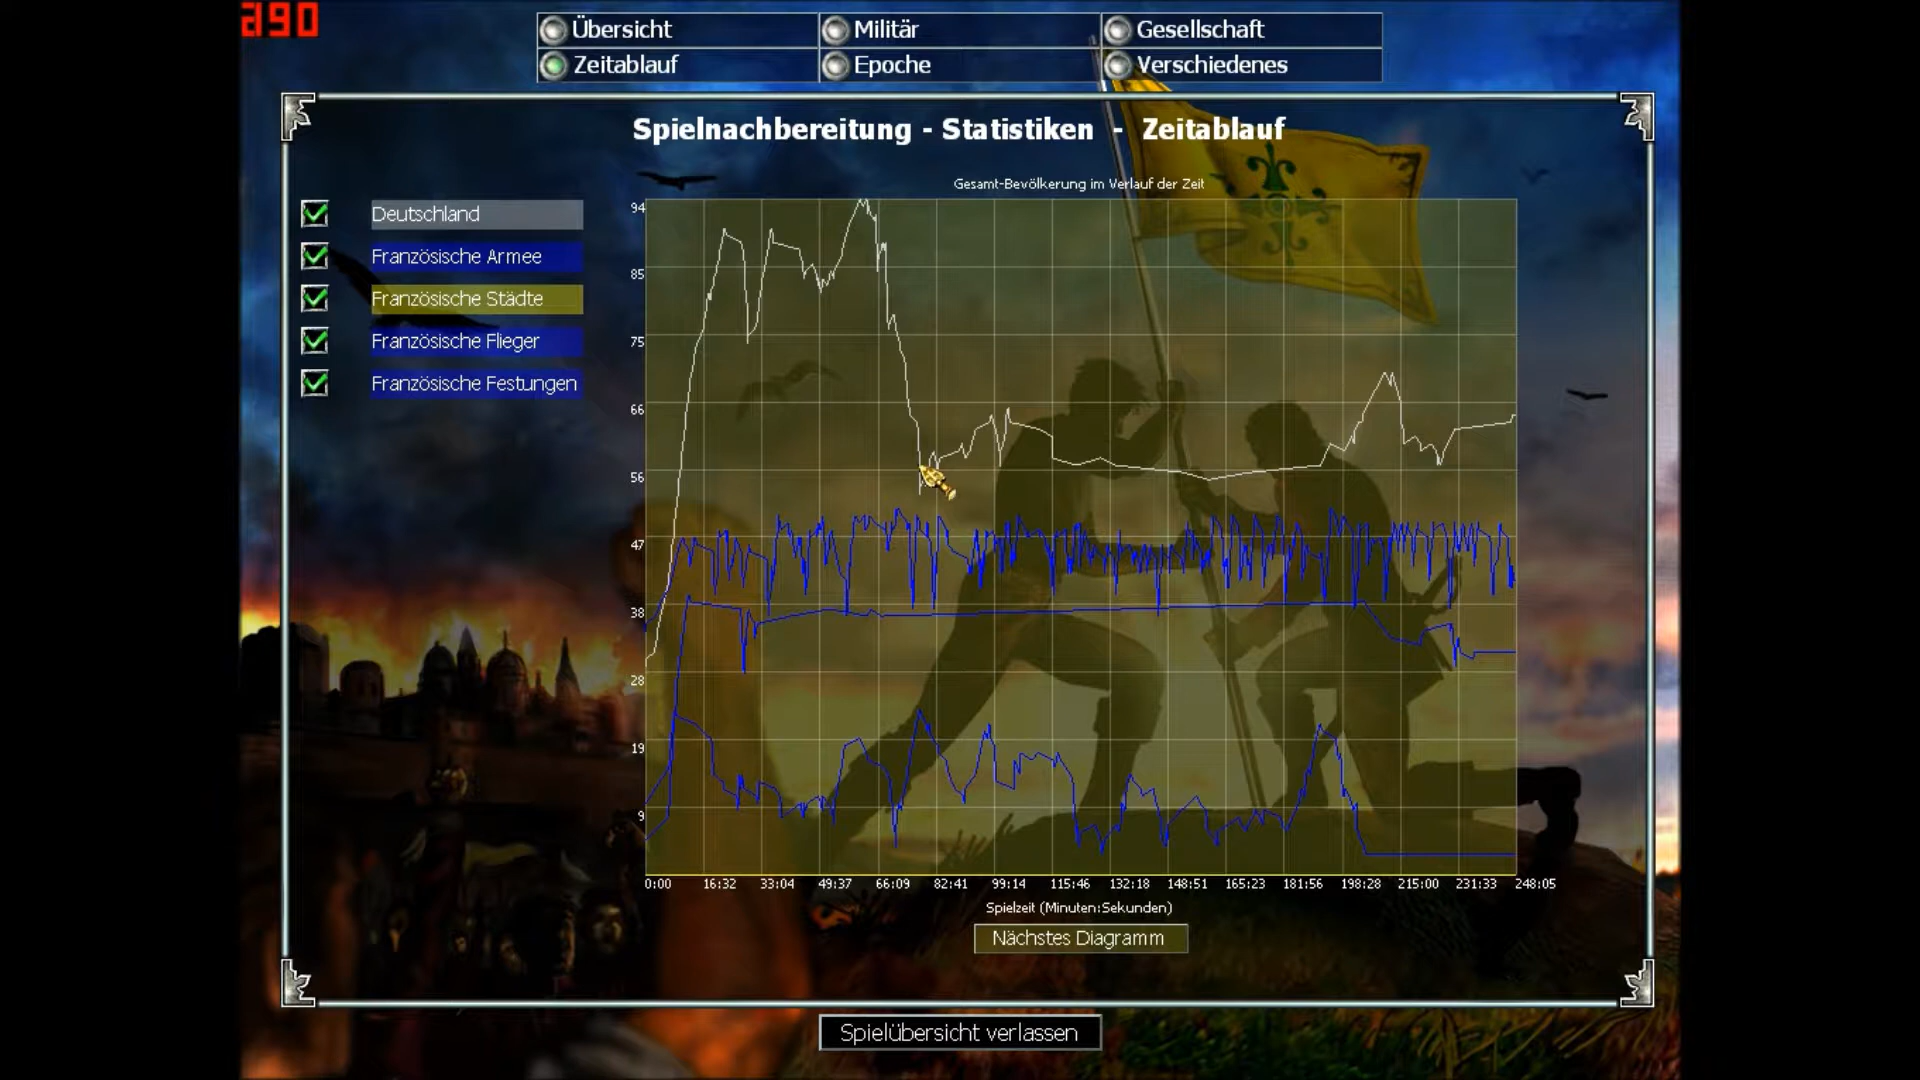 190
Übersicht
Militär
Gesellschaft
Zeitablauf
Epoche
Verschiedenes
Spielnachbereitung - Statistiken - Zeitablauf
Gesamt-Bevölkerung im Verlauf der Zeit
Deutschland
Französische Armee
Französische Städte
Französische Flieger
Französische Festungen
94
85
75
66
56
47
38
28
19
9
0:00 16:32 33:04 49:37 66:09 82:41 99:14 115:46 132:18 148:51 165:23 181:56 198:28 215:00 231:33 248:05
Spielzeit (Minuten:Sekunden)
Nächstes Diagramm
Spielübersicht verlassen